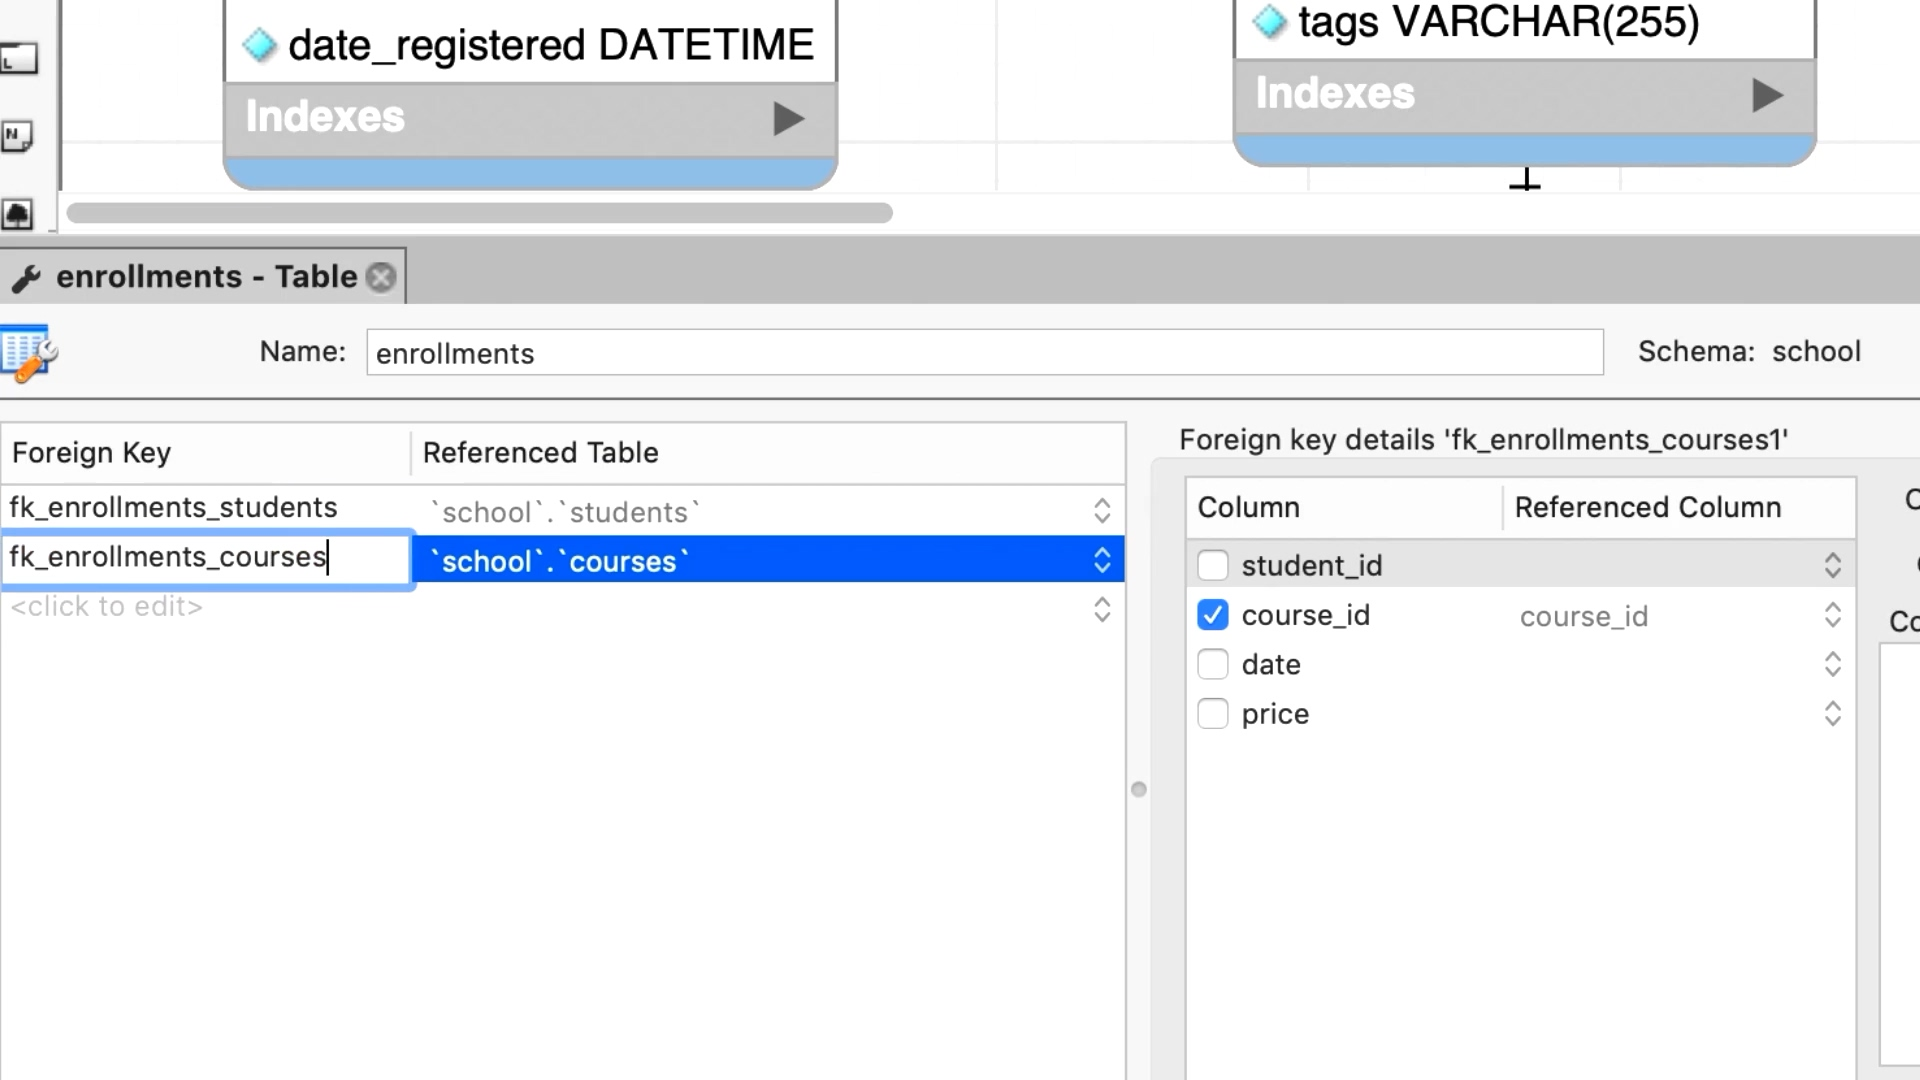 date_registered DATETIME
Indexes
tags VARCHAR(255)
Indexes
L
N
enrollments - Table
Name: enrollments
Schema: school
Foreign Key Referenced Table
fk_enrollments_students `school`.`students`
fk_enrollments_courses `school`.`courses`
<click to edit>
Foreign key details 'fk_enrollments_courses1'
Column Referenced Column
student_id
course_id course_id
date
price